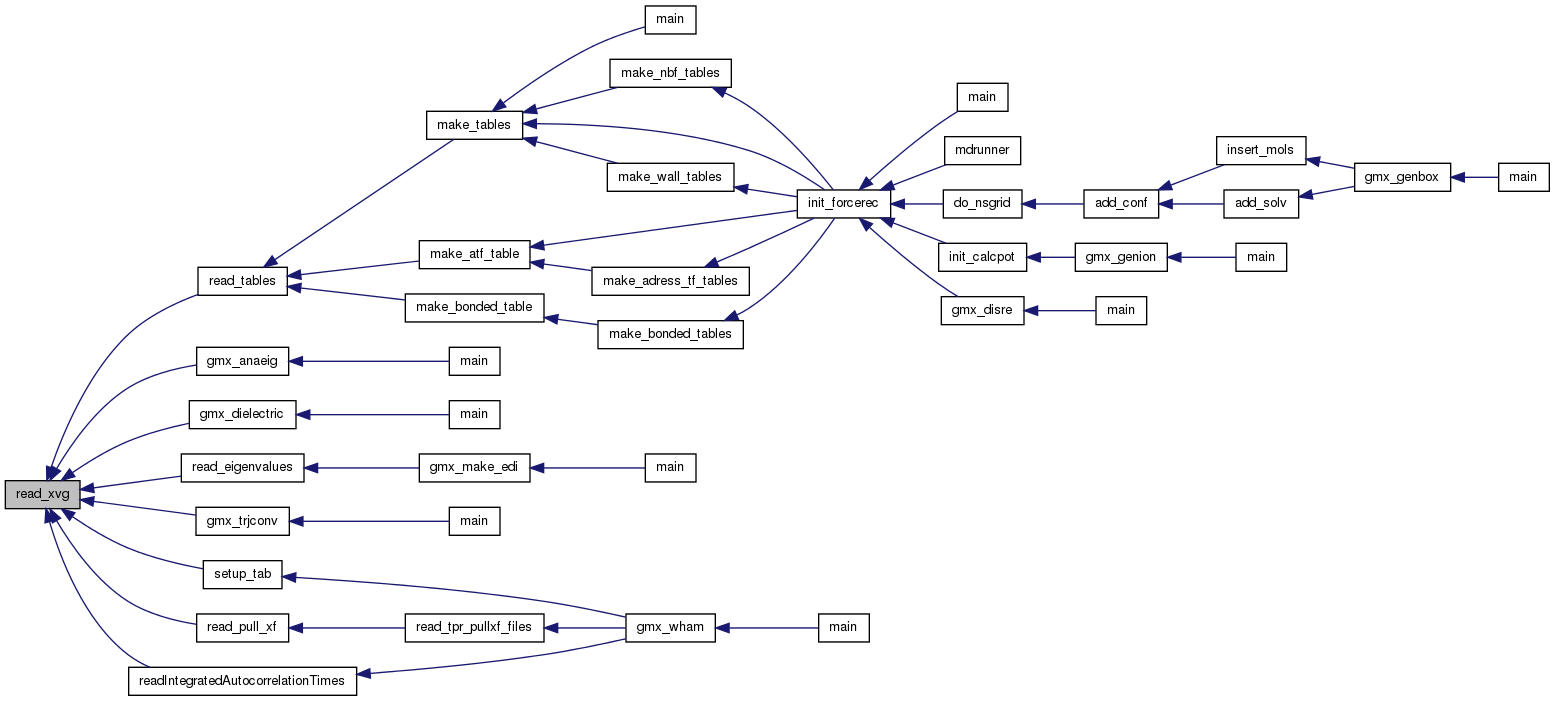 main
make_nbf_tables
main
make_tables
mdrunner
insert_mols
make_wall_tables
gmx_genbox
main
init_forcerec
do_nsgrid
add_conf
add_solv
make_atf_table
init_calcpot
gmx_genion
main
read_tables
make_adress_tf_tables
make_bonded_table
gmx_disre
main
make_bonded_tables
gmx_anaeig
main
gmx_dielectric
main
read_eigenvalues
gmx_make_edi
main
read_xvg
gmx_trjconv
main
setup_tab
read_pull_xf
read_tpr_pullxf_files
gmx_wham
main
readIntegratedAutocorrelationTimes